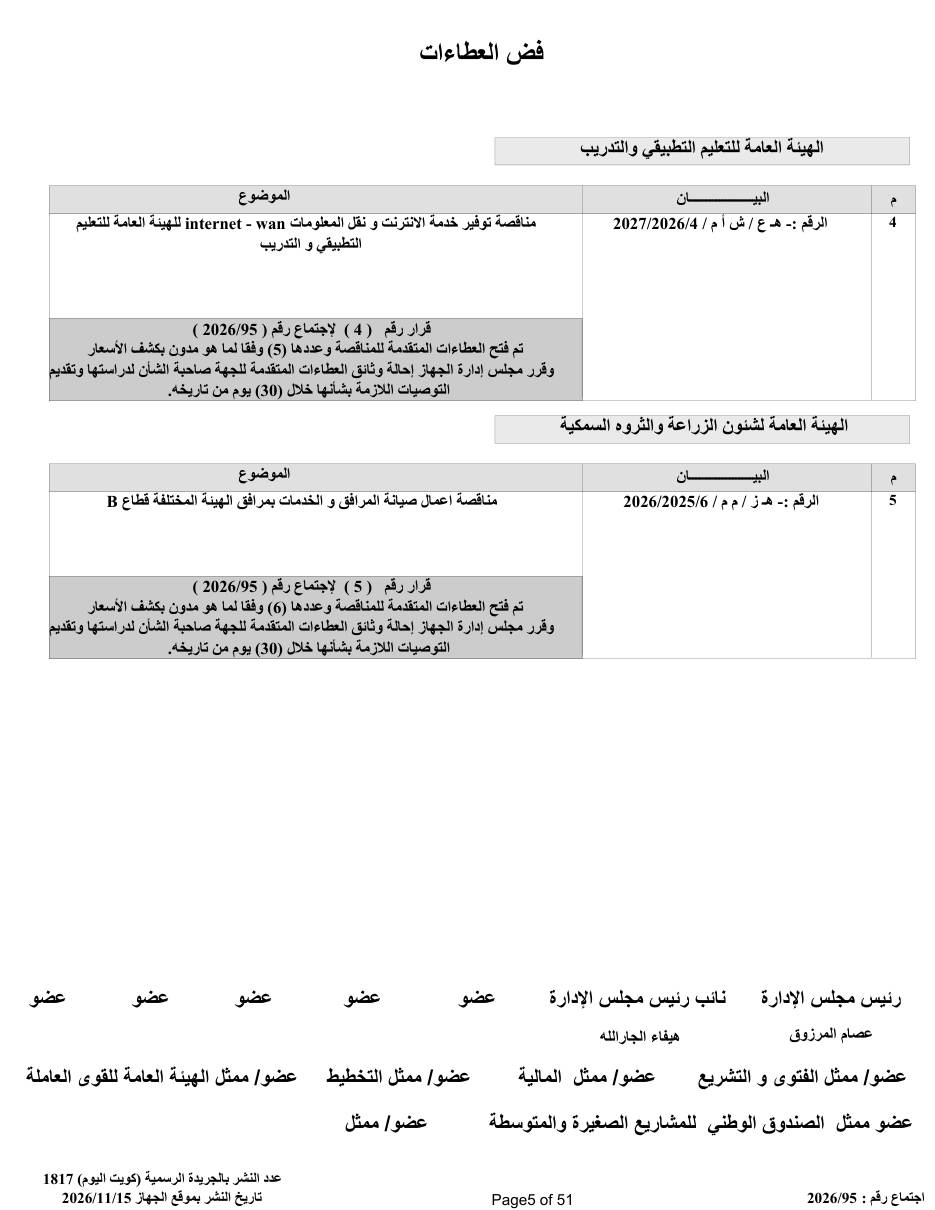 فض العطاءات
الهيئة العامة للتعليم التطبيقي والتدريب
م البيـــــــــــــــان الموضوع
4 الرقم :- هـ ع / ش أ م / 2027/2026/4 مناقصة توفير خدمة الانترنت و نقل المعلومات internet - wan للهيئة العامة للتعليم
التطبيقي و التدريب
قرار رقم ( 4 ) لإجتماع رقم ( 2026/95 )
تم فتح العطاءات المتقدمة للمناقصة وعددها (5) وفقا لما هو مدون بكشف الأسعار
وقرر مجلس إدارة الجهاز إحالة وثائق العطاءات المتقدمة للجهة صاحبة الشأن لدراستها وتقديم
التوصيات اللازمة بشأنها خلال (30) يوم من تاريخه.
الهيئة العامة لشئون الزراعة والثروه السمكية
م البيـــــــــــــــان الموضوع
5 الرقم :- هـ ز / م م / 2026/2025/6 مناقصة اعمال صيانة المرافق و الخدمات بمرافق الهيئة المختلفة قطاع B
قرار رقم ( 5 ) لإجتماع رقم ( 2026/95 )
تم فتح العطاءات المتقدمة للمناقصة وعددها (6) وفقا لما هو مدون بكشف الأسعار
وقرر مجلس إدارة الجهاز إحالة وثائق العطاءات المتقدمة للجهة صاحبة الشأن لدراستها وتقديم
التوصيات اللازمة بشأنها خلال (30) يوم من تاريخه.
رئيس مجلس الإدارة نائب رئيس مجلس الإدارة عضو عضو عضو عضو عضو
عصام المرزوق هيفاء الجارالله
عضو/ ممثل الفتوى و التشريع عضو/ ممثل المالية عضو/ ممثل التخطيط عضو/ ممثل الهيئة العامة للقوى العاملة
عضو ممثل الصندوق الوطني للمشاريع الصغيرة والمتوسطة عضو/ ممثل
عدد النشر بالجريدة الرسمية (كويت اليوم) 1817
اجتماع رقم : 2026/95 Page5 of 51 تاريخ النشر بموقع الجهاز 2026/11/15